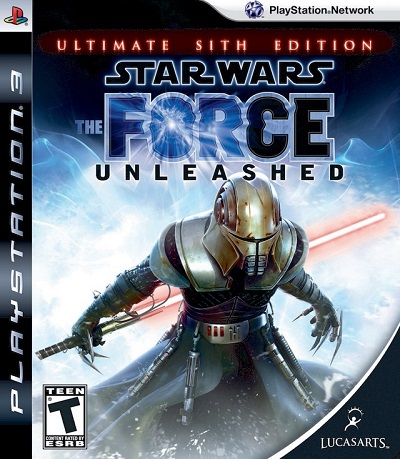 PlayStation®Network
PLAYSTATION®3
ULTIMATE SITH EDITION
STAR WARS
THE FORCE
UNLEASHED
TEEN
T
CONTENT RATED BY
ESRB
LUCASARTS